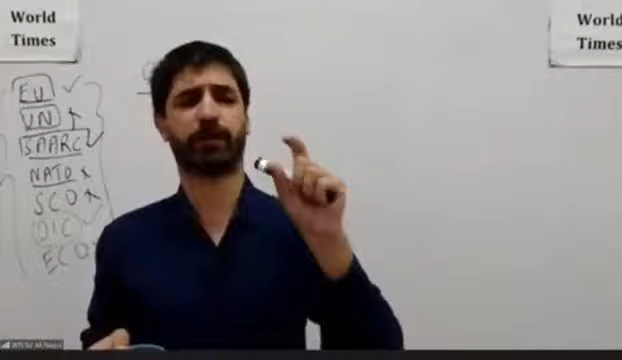 World
Times
World
Times
EU
UN
SAARC
NATO
SCO
OIC
ECO